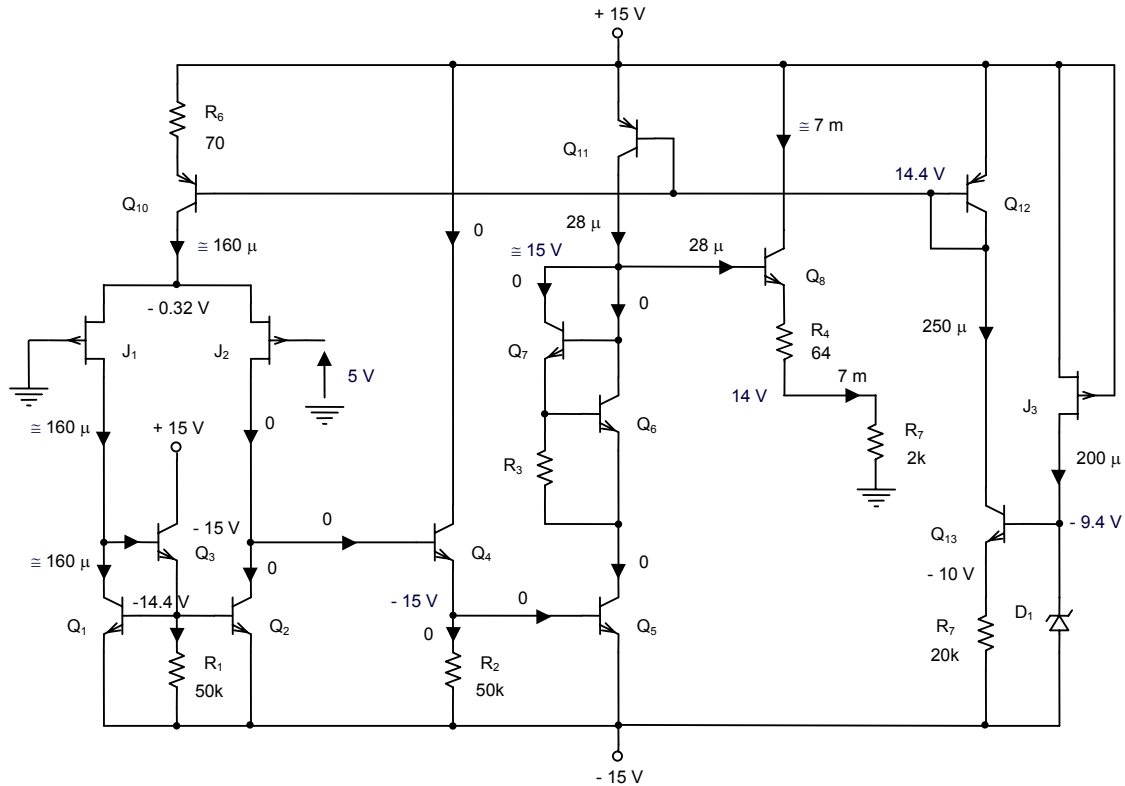 + 15 V
R6
70
≅ 7 m
Q11
14.4 V
Q10
Q12
28 μ
0
≅ 160 μ
≅ 15 V
28 μ
0
Q8
- 0.32 V
0
R4
64
250 μ
J1
J2
Q7
5 V
14 V
7 m
J3
Q6
≅ 160 μ
0
+ 15 V
R7
2k
R3
200 μ
- 15 V
0
- 9.4 V
Q3
Q4
Q13
≅ 160 μ
0
0
- 10 V
-14.4 V
- 15 V
0
D1
Q1
Q2
0
Q5
R7
20k
R1
50k
R2
50k
- 15 V